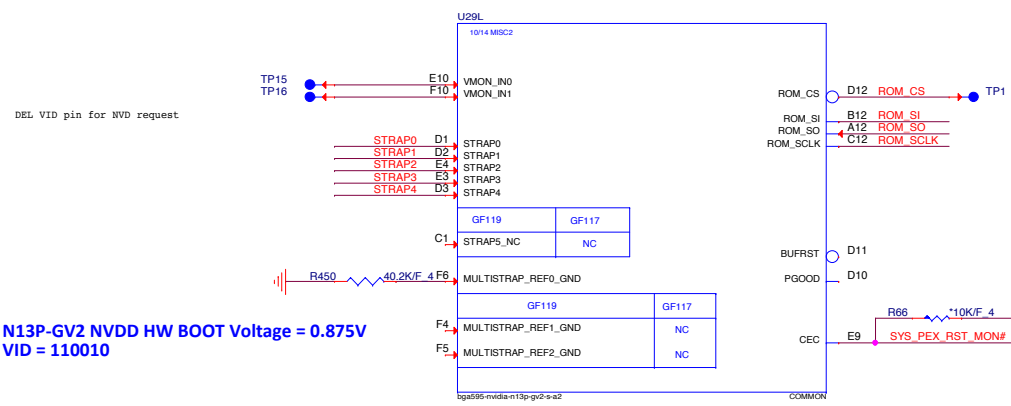 U29L
10/14 MISC2
TP15 E10 VMON_IN0
TP16 F10 VMON_IN1
ROM_CS D12 ROM_CS TP1
DEL VID pin for NVD request
ROM_SI B12 ROM_SI
ROM_SO A12 ROM_SO
ROM_SCLK C12 ROM_SCLK
STRAP0 D1 STRAP0
STRAP1 D2 STRAP1
STRAP2 E4 STRAP2
STRAP3 E3 STRAP3
STRAP4 D3 STRAP4
GF119 GF117
C1 STRAP5_NC NC
BUFRST D11
R450 40.2K/F_4 F6 MULTISTRAP_REF0_GND
PGOOD D10
GF119 GF117
R66 *10K/F_4
F4 MULTISTRAP_REF1_GND NC
CEC E9 SYS_PEX_RST_MON#
F5 MULTISTRAP_REF2_GND NC
N13P-GV2 NVDD HW BOOT Voltage = 0.875V
VID = 110010
bga595-nvidia-n13p-gv2-s-a2 COMMON